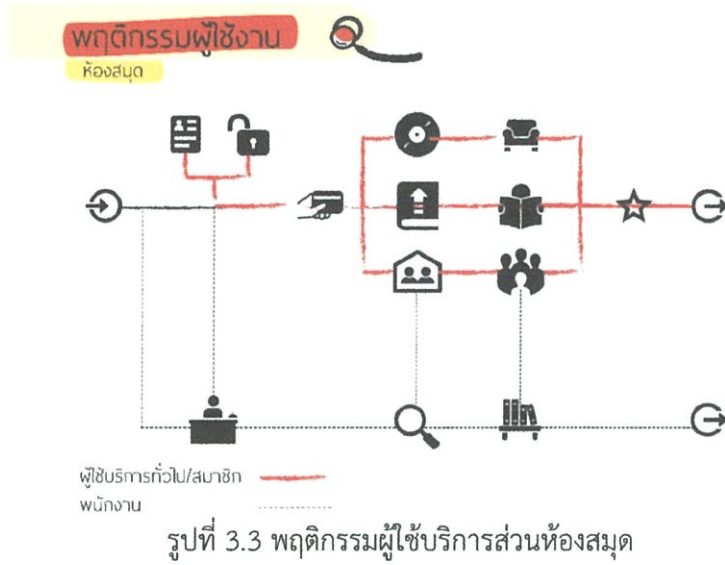 พฤติกรรมผู้ใช้งาน
ห้องสมุด
ผู้ใช้บริการทั่วไป/สมาชิก
พนักงาน
รูปที่ 3.3 พฤติกรรมผู้ใช้บริการส่วนห้องสมุด